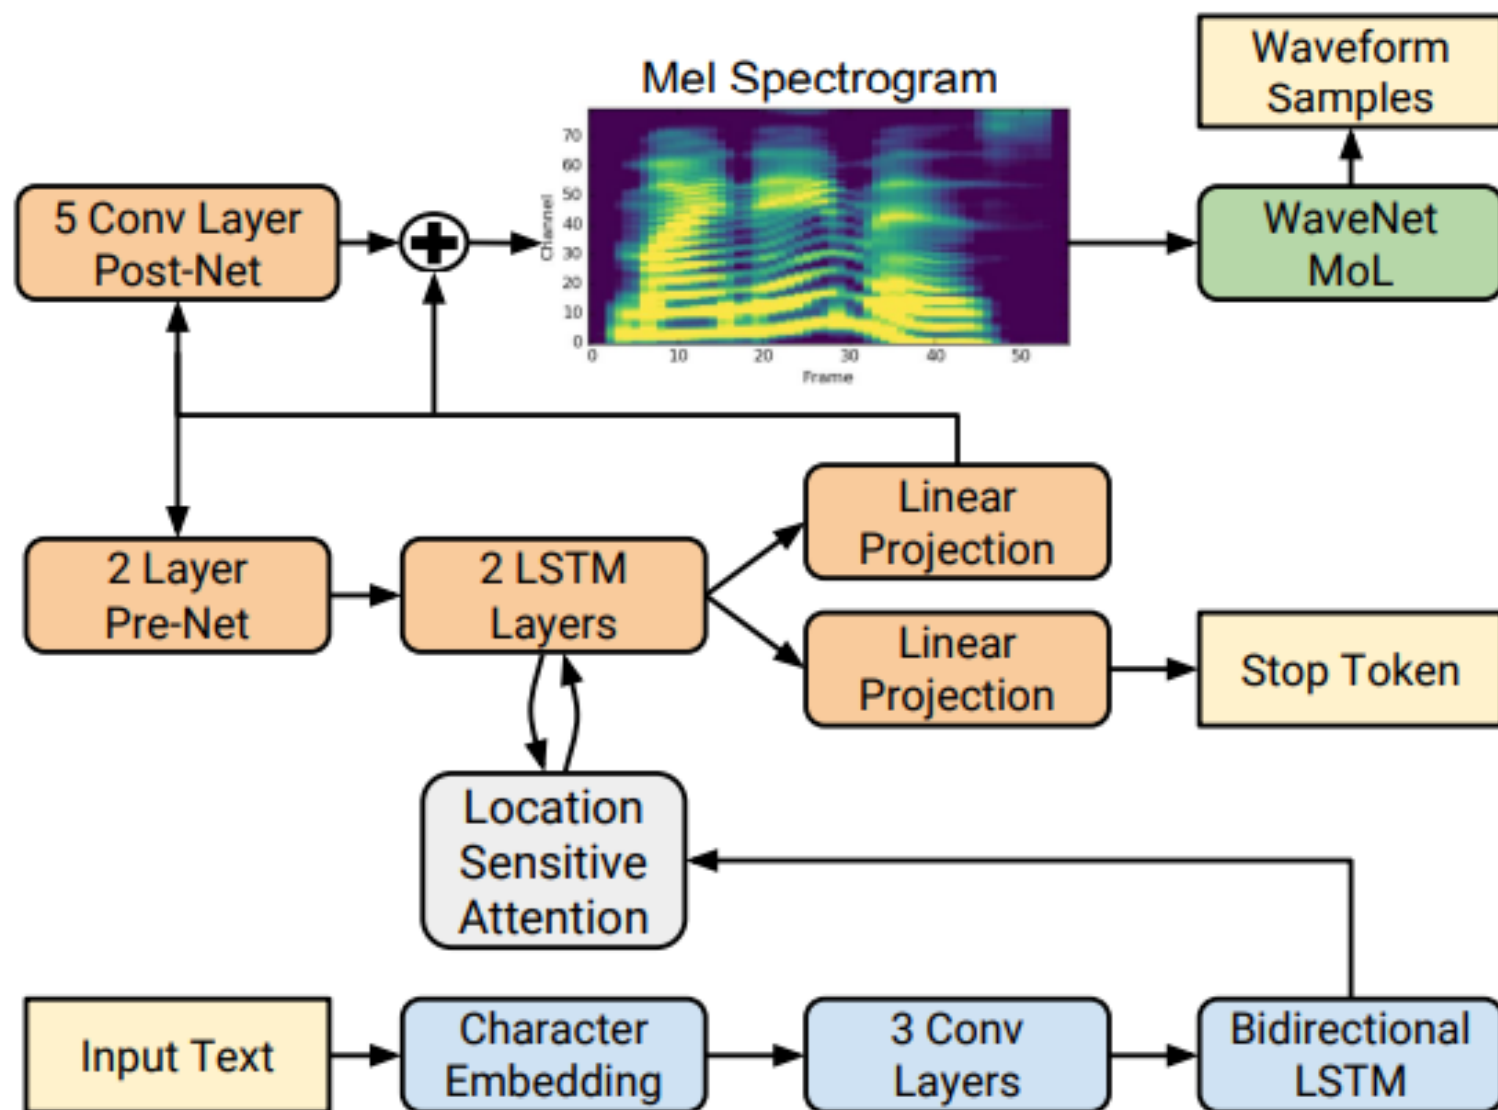 Waveform
Samples
Mel Spectrogram
70
60
50
40
30
20
10
0
Channel
0 10 20 30 40 50
Frame
5 Conv Layer
Post-Net
WaveNet
MoL
Linear
Projection
2 Layer
Pre-Net
2 LSTM
Layers
Linear
Projection
Stop Token
Location
Sensitive
Attention
Input Text
Character
Embedding
3 Conv
Layers
Bidirectional
LSTM